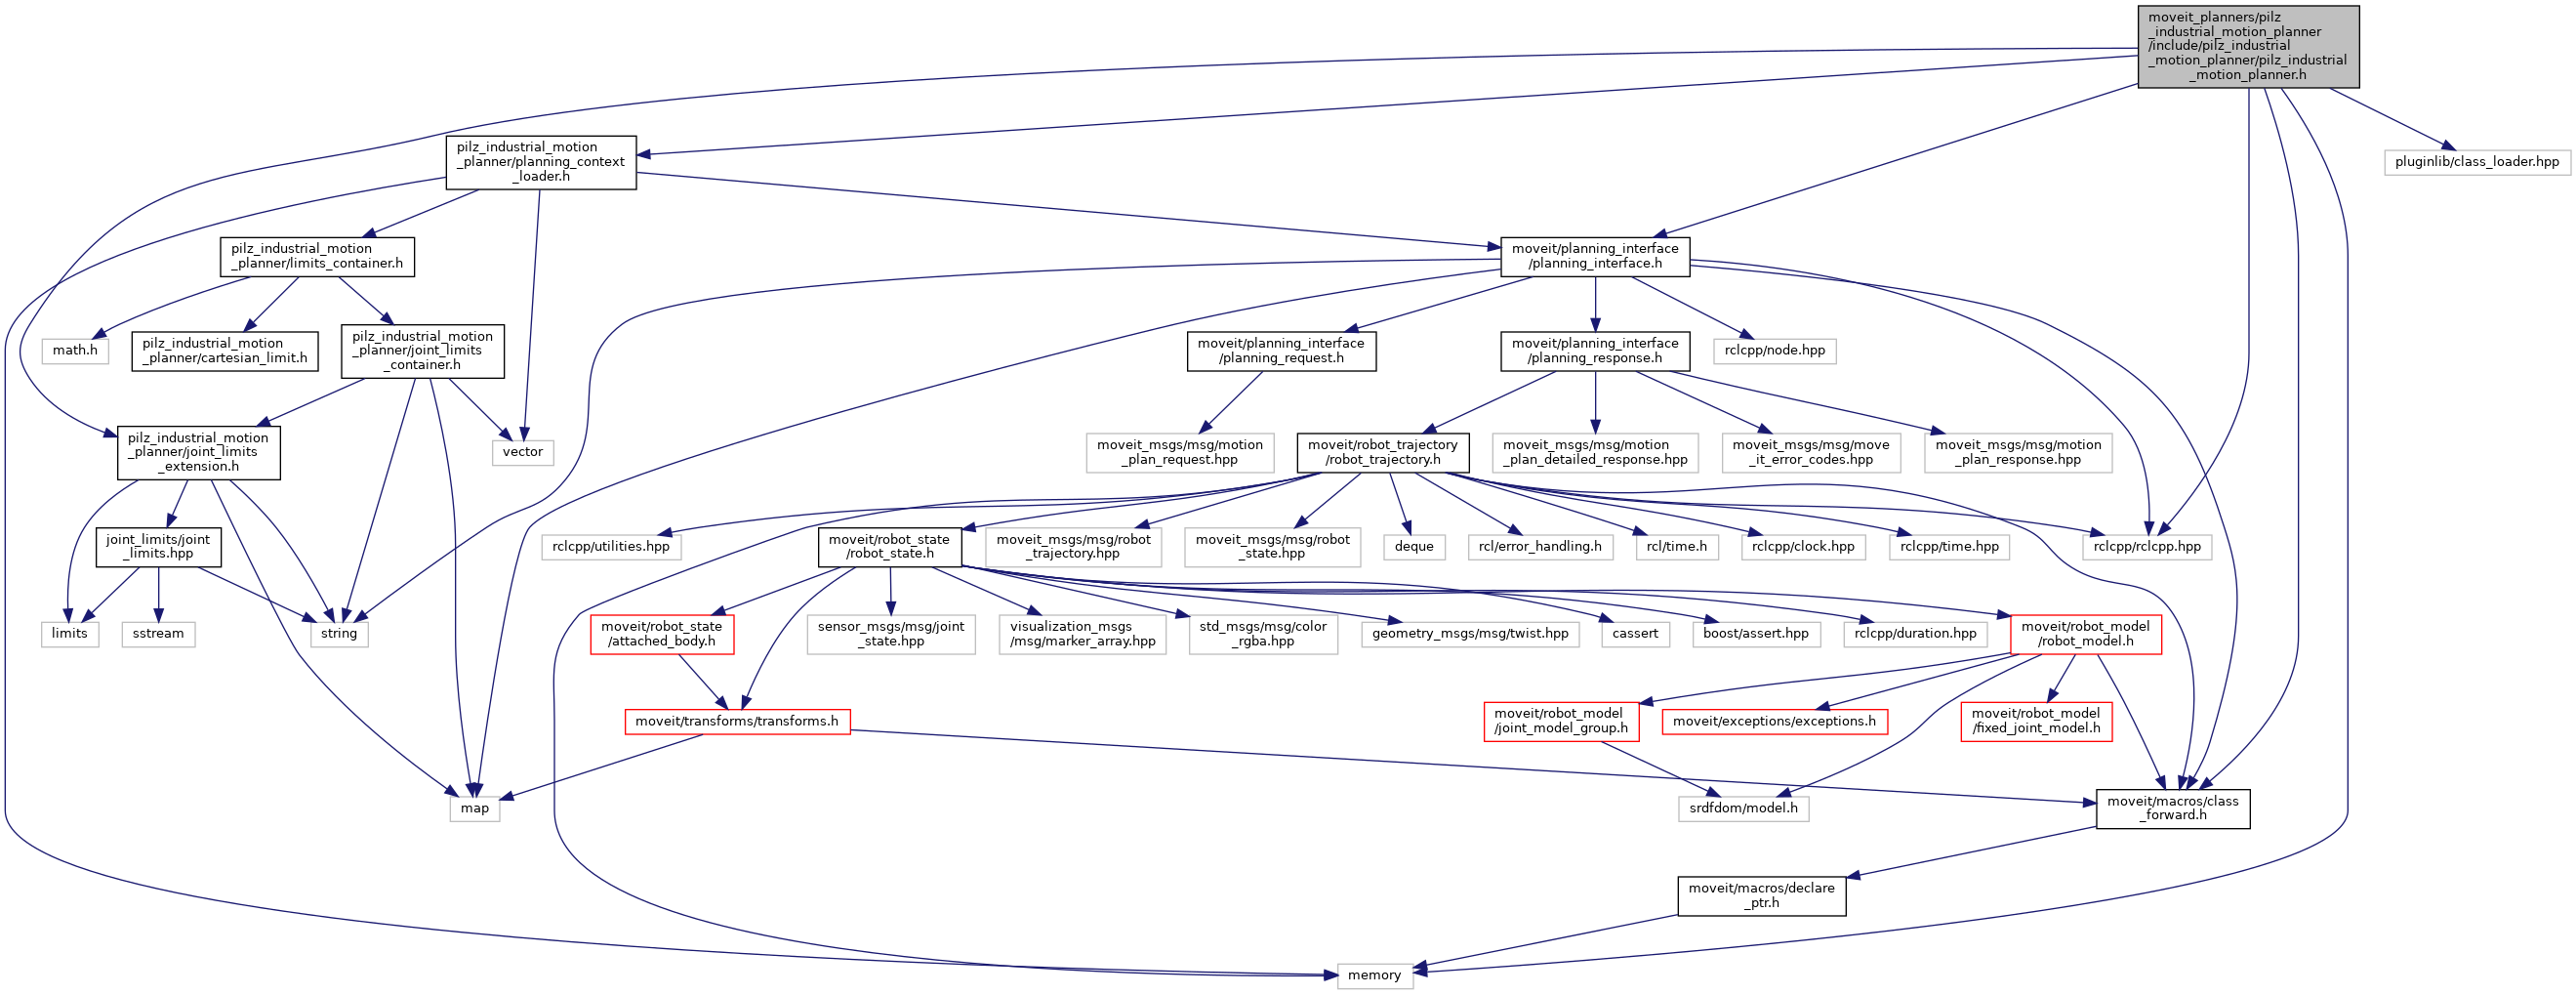 moveit_planners/pilz
_industrial_motion_planner
/include/pilz_industrial
_motion_planner/pilz_industrial
_motion_planner.h
pilz_industrial_motion
_planner/planning_context
_loader.h
pluginlib/class_loader.hpp
pilz_industrial_motion
_planner/limits_container.h
moveit/planning_interface
/planning_interface.h
math.h
pilz_industrial_motion
_planner/cartesian_limit.h
pilz_industrial_motion
_planner/joint_limits
_container.h
moveit/planning_interface
/planning_request.h
moveit/planning_interface
/planning_response.h
rclcpp/node.hpp
pilz_industrial_motion
_planner/joint_limits
_extension.h
vector
moveit_msgs/msg/motion
_plan_request.hpp
moveit/robot_trajectory
/robot_trajectory.h
moveit_msgs/msg/motion
_plan_detailed_response.hpp
moveit_msgs/msg/move
_it_error_codes.hpp
moveit_msgs/msg/motion
_plan_response.hpp
joint_limits/joint
_limits.hpp
rclcpp/utilities.hpp
moveit/robot_state
/robot_state.h
moveit_msgs/msg/robot
_trajectory.hpp
moveit_msgs/msg/robot
_state.hpp
deque
rcl/error_handling.h
rcl/time.h
rclcpp/clock.hpp
rclcpp/time.hpp
rclcpp/rclcpp.hpp
limits
sstream
string
moveit/robot_state
/attached_body.h
sensor_msgs/msg/joint
_state.hpp
visualization_msgs
/msg/marker_array.hpp
std_msgs/msg/color
_rgba.hpp
geometry_msgs/msg/twist.hpp
cassert
boost/assert.hpp
rclcpp/duration.hpp
moveit/robot_model
/robot_model.h
moveit/transforms/transforms.h
moveit/robot_model
/joint_model_group.h
moveit/exceptions/exceptions.h
moveit/robot_model
/fixed_joint_model.h
map
srdfdom/model.h
moveit/macros/class
_forward.h
moveit/macros/declare
_ptr.h
memory